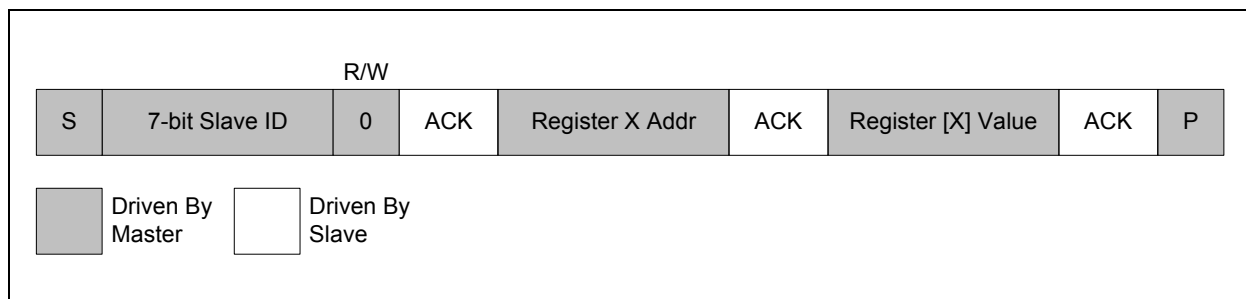 R/W
S 7-bit Slave ID 0 ACK Register X Addr ACK Register [X] Value ACK P
Driven By
Master
Driven By
Slave